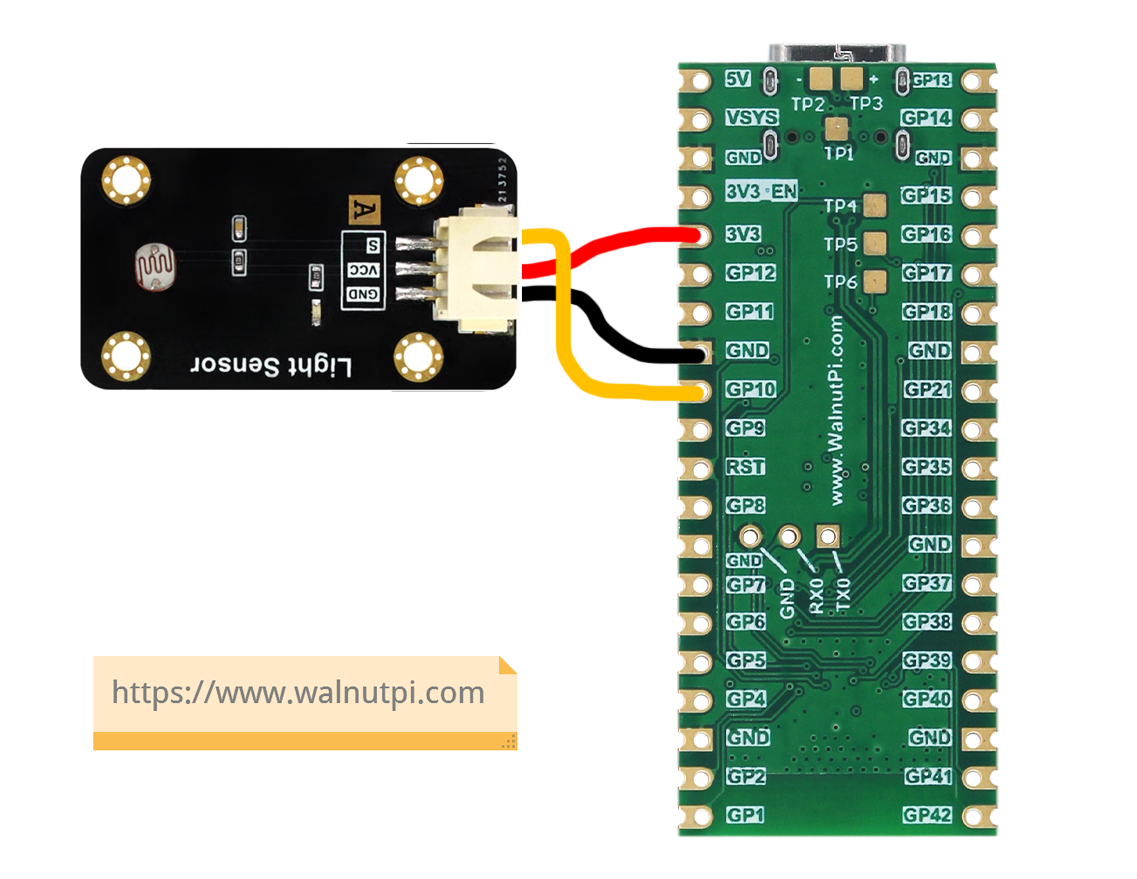 213752
A
S
VCC
GND
Light Sensor
https://www.walnutpi.com
5V
VSYS
GND
3V3-EN
3V3
GP12
GP11
GND
GP10
GP9
RST
GP8
GND
GP7
GP6
GP5
GP4
GND
GP2
GP1
- +
TP2 TP3
TP1
TP4
TP5
TP6
www.WalnutPi.com
GND
RX0
TX0
GP13
GP14
GND
GP15
GP16
GP17
GP18
GND
GP21
GP34
GP35
GP36
GND
GP37
GP38
GP39
GP40
GND
GP41
GP42